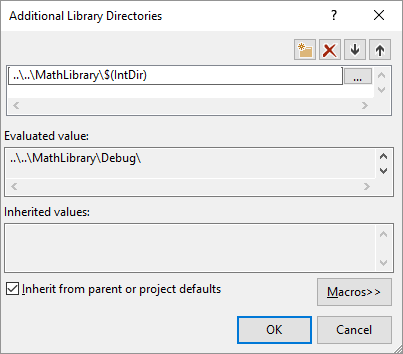 Additional Library Directories
? ×
..\..\MathLibrary\$(IntDir)
...
Evaluated value:
..\..\MathLibrary\Debug\
Inherited values:
Inherit from parent or project defaults
Macros>>
OK
Cancel